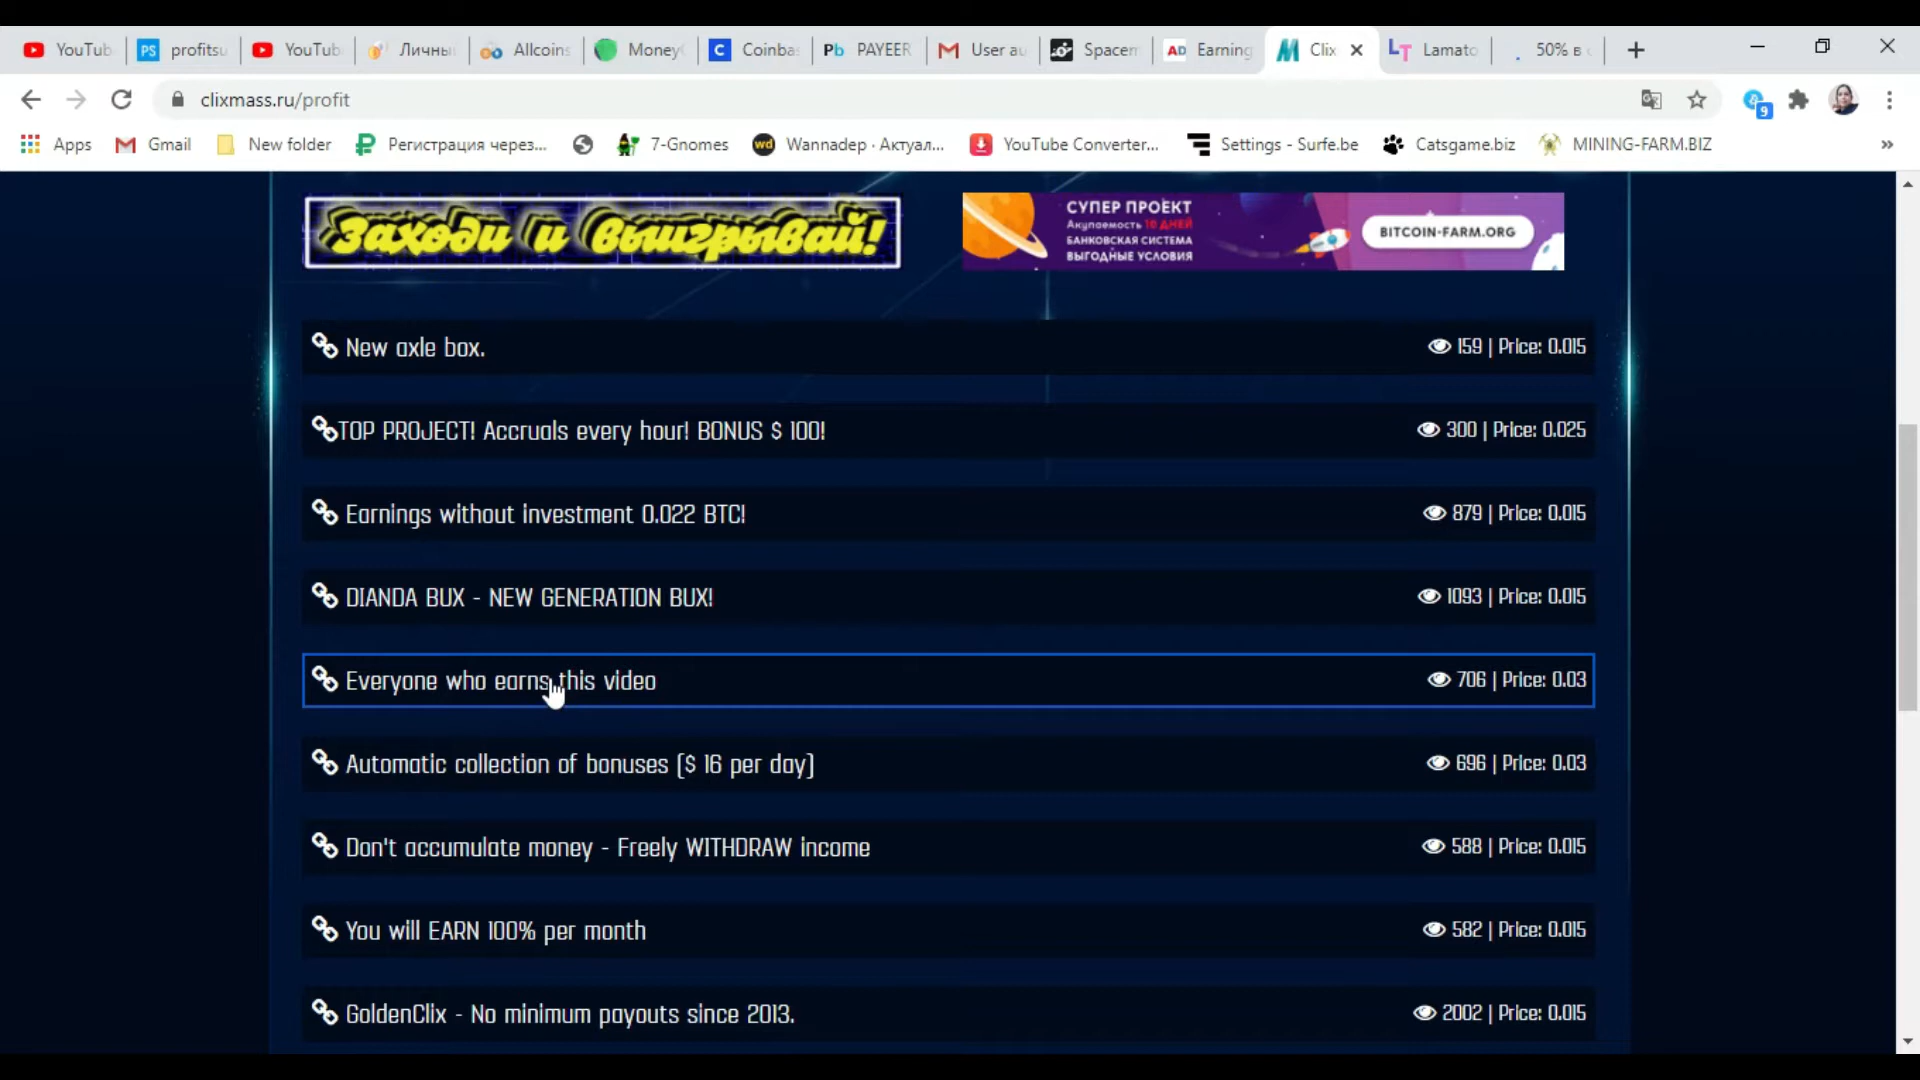 YouTub
profitsu
YouTub
Личны
Allcoins
Money
Coinba
PAYEER
User au
Spacem
Earning
Clix
Lamato
50% в с
clixmass.ru/profit
9
Apps
Gmail
New folder
Регистрация через...
7-Gnomes
Wannadep · Актуал...
YouTube Converter...
Settings - Surfe.be
Catsgame.biz
MINING-FARM.BIZ
Заходи и выигрывай!
СУПЕР ПРОЕКТ
Акупаемость 10 ДНЕЙ
БАНКОВСКАЯ СИСТЕМА
ВЫГОДНЫЕ УСЛОВИЯ
BITCOIN-FARM.ORG
New axle box.
159 | Price: 0.015
TOP PROJECT! Accruals every hour! BONUS $ 100!
300 | Price: 0.025
Earnings without investment 0.022 BTC!
879 | Price: 0.015
DIANDA BUX - NEW GENERATION BUX!
1093 | Price: 0.015
Everyone who earns this video
706 | Price: 0.03
Automatic collection of bonuses ($ 16 per day)
696 | Price: 0.03
Don't accumulate money - Freely WITHDRAW income
588 | Price: 0.015
You will EARN 100% per month
582 | Price: 0.015
GoldenClix - No minimum payouts since 2013.
2002 | Price: 0.015